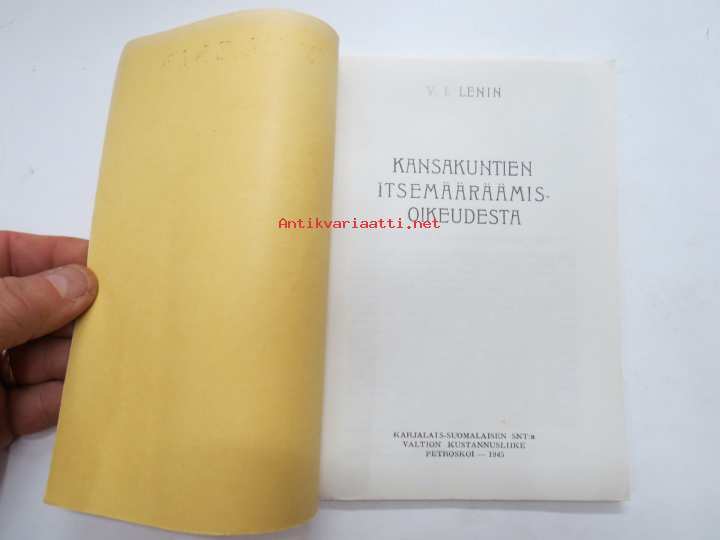 V. I. LENIN
KANSAKUNTIEN
ITSEMÄÄRÄÄMIS-
OIKEUDESTA
Antikvariaatti.net
KARJALAIS-SUOMALAISEN SNT:n
VALTION KUSTANNUSLIIKE
PETROSKOI — 1945